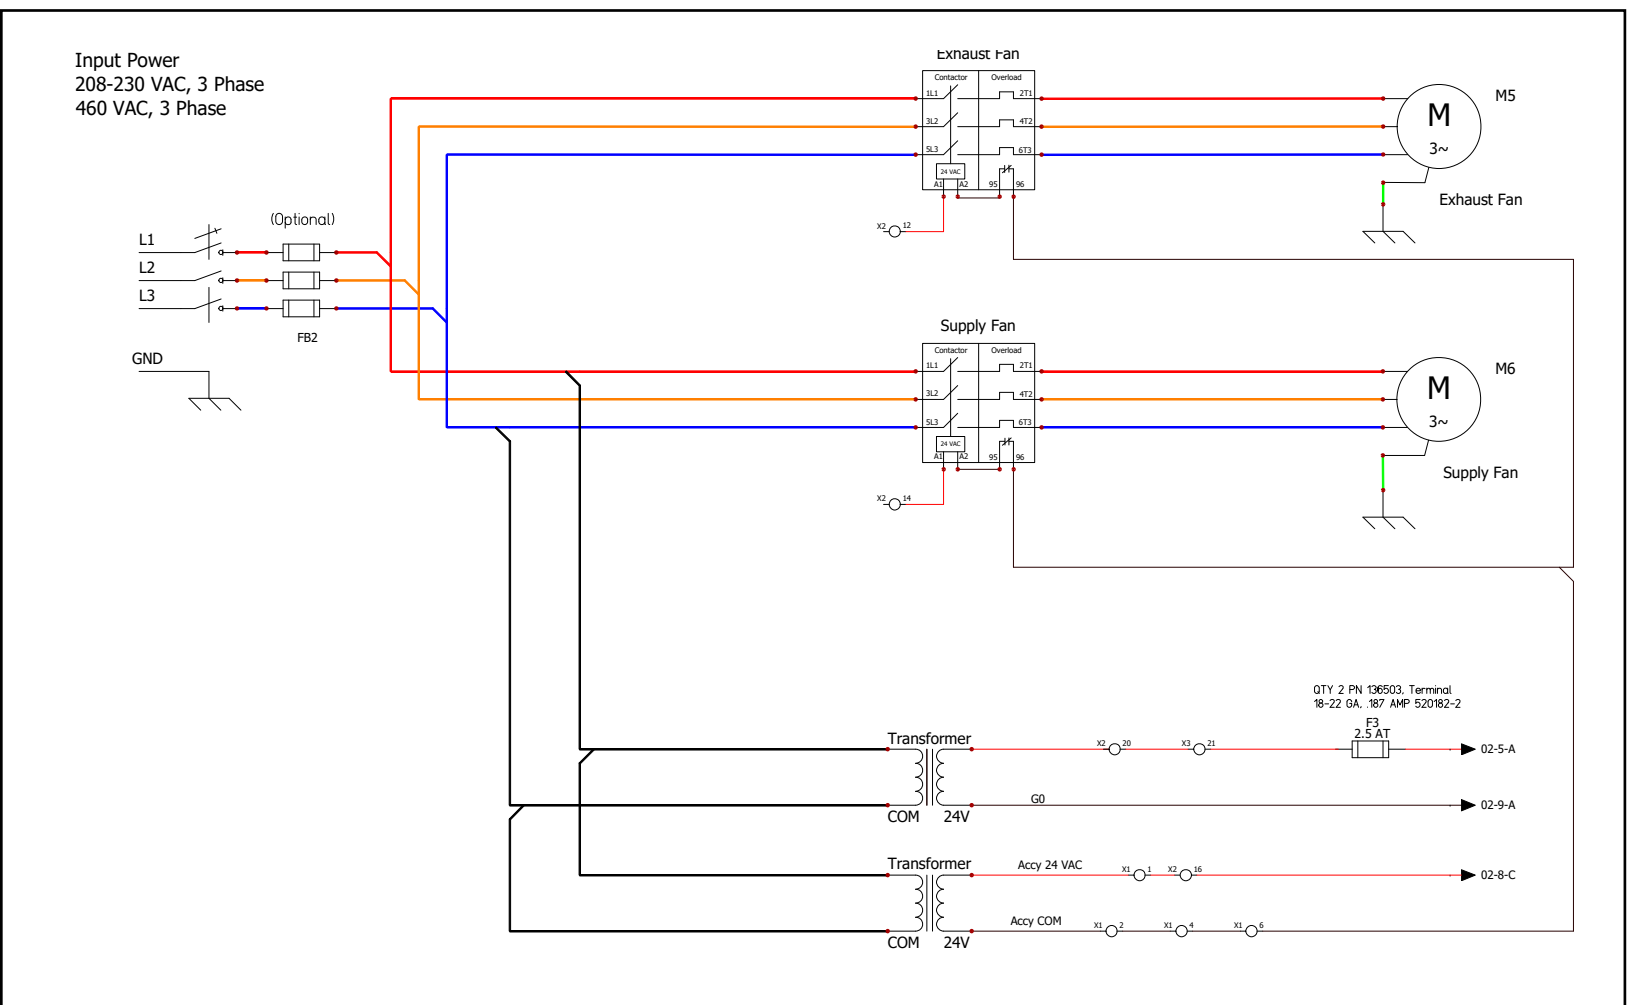 Input Power
208-230 VAC, 3 Phase
460 VAC, 3 Phase
Exhaust Fan
Contactor Overload
1L1 2T1
3L2 4T2
5L3 6T3
24 VAC
A1 A2 95 96
X2 12
M
3~
M5
Exhaust Fan
(Optional)
L1
L2
L3
FB2
GND
Supply Fan
Contactor Overload
1L1 2T1
3L2 4T2
5L3 6T3
24 VAC
A1 A2 95 96
X2 14
M
3~
M6
Supply Fan
QTY 2 PN 136503, Terminal
18-22 GA, .187 AMP 520182-2
F3
2.5 AT
Transformer
X2 20 X3 21
02-5-A
G0
02-9-A
COM 24V
Transformer
Accy 24 VAC
X1 1 X2 16
02-8-C
Accy COM
X1 2 X1 4 X1 6
COM 24V